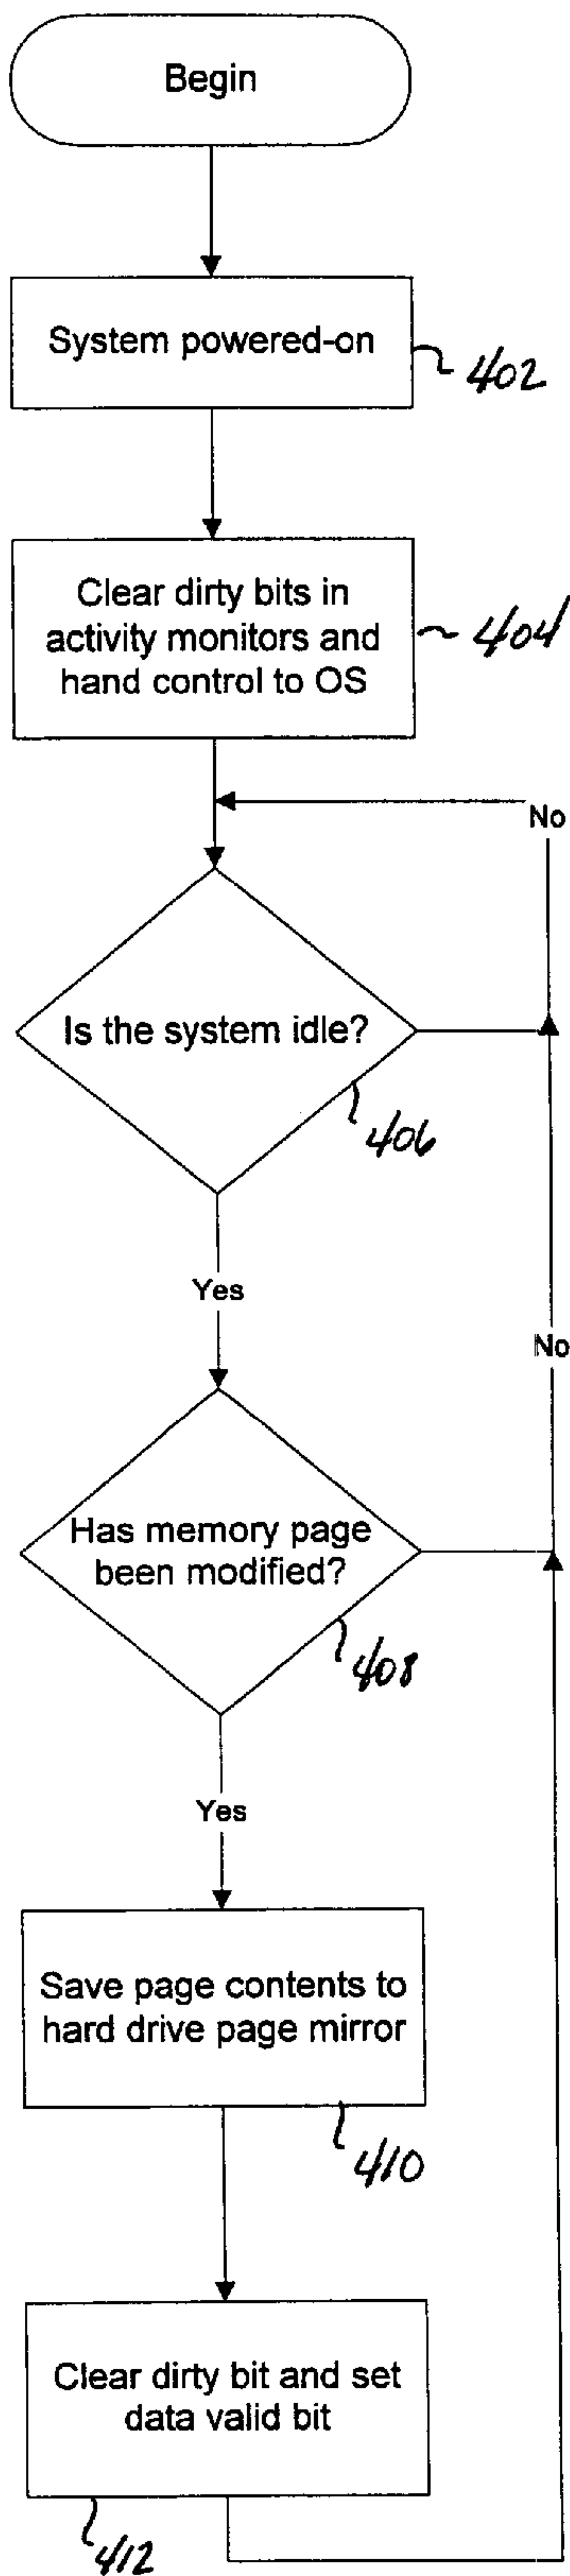 Begin
System powered-on
402
Clear dirty bits in
activity monitors and
hand control to OS
404
No
Is the system idle?
406
Yes
No
Has memory page
been modified?
408
Yes
Save page contents to
hard drive page mirror
410
Clear dirty bit and set
data valid bit
412